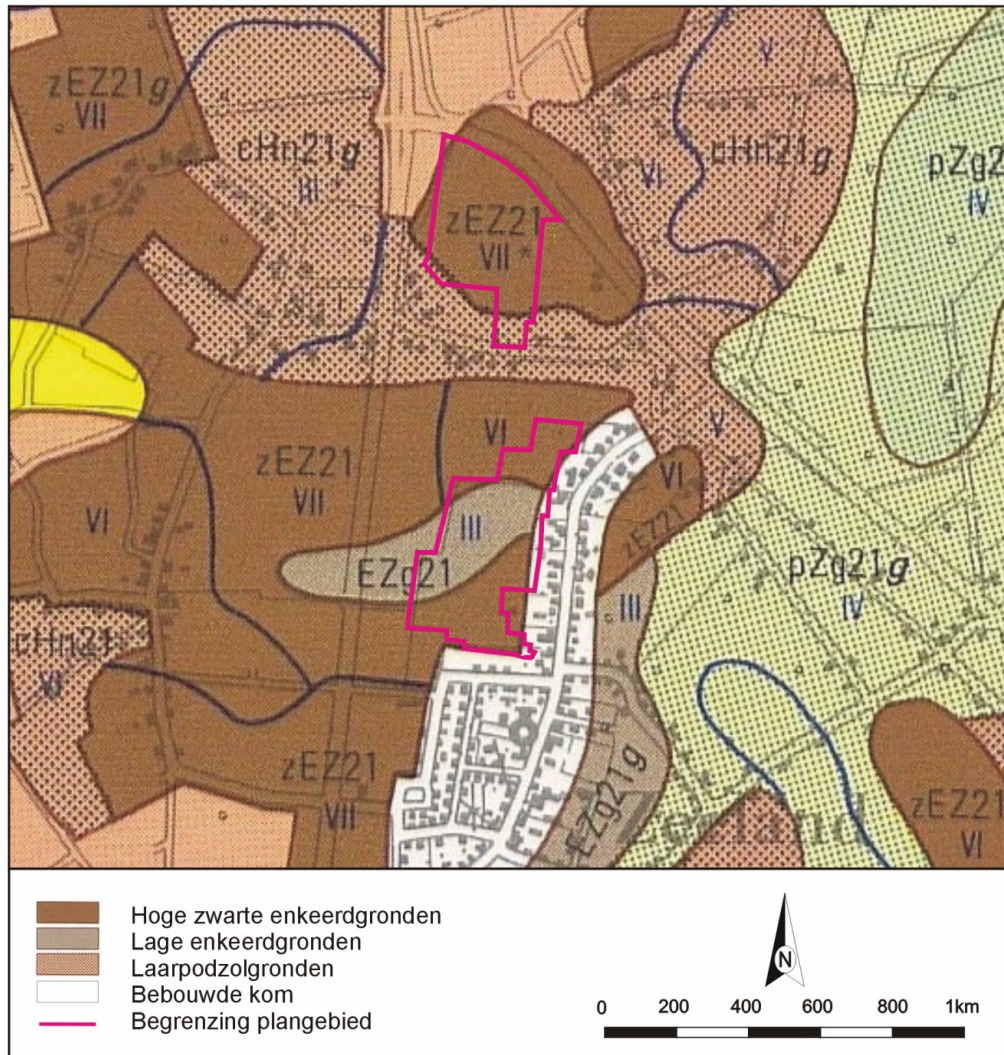 zEZ21g
VII
cHn21g
III
V
VI
cHn21g
pZg2
IV
zEZ21
VII *
I
zEZ21
VII
VI
V
VI
zEZ21
VI
III
EZg21
pZg21g
IV
III
cHn21
VI
zEZ21
VII
EZg21g
zEZ21
VI
Hoge zwarte enkeerdgronden
Lage enkeerdgronden
Laarpodzolgronden
Bebouwde kom
Begrenzing plangebied
N
0 200 400 600 800 1km